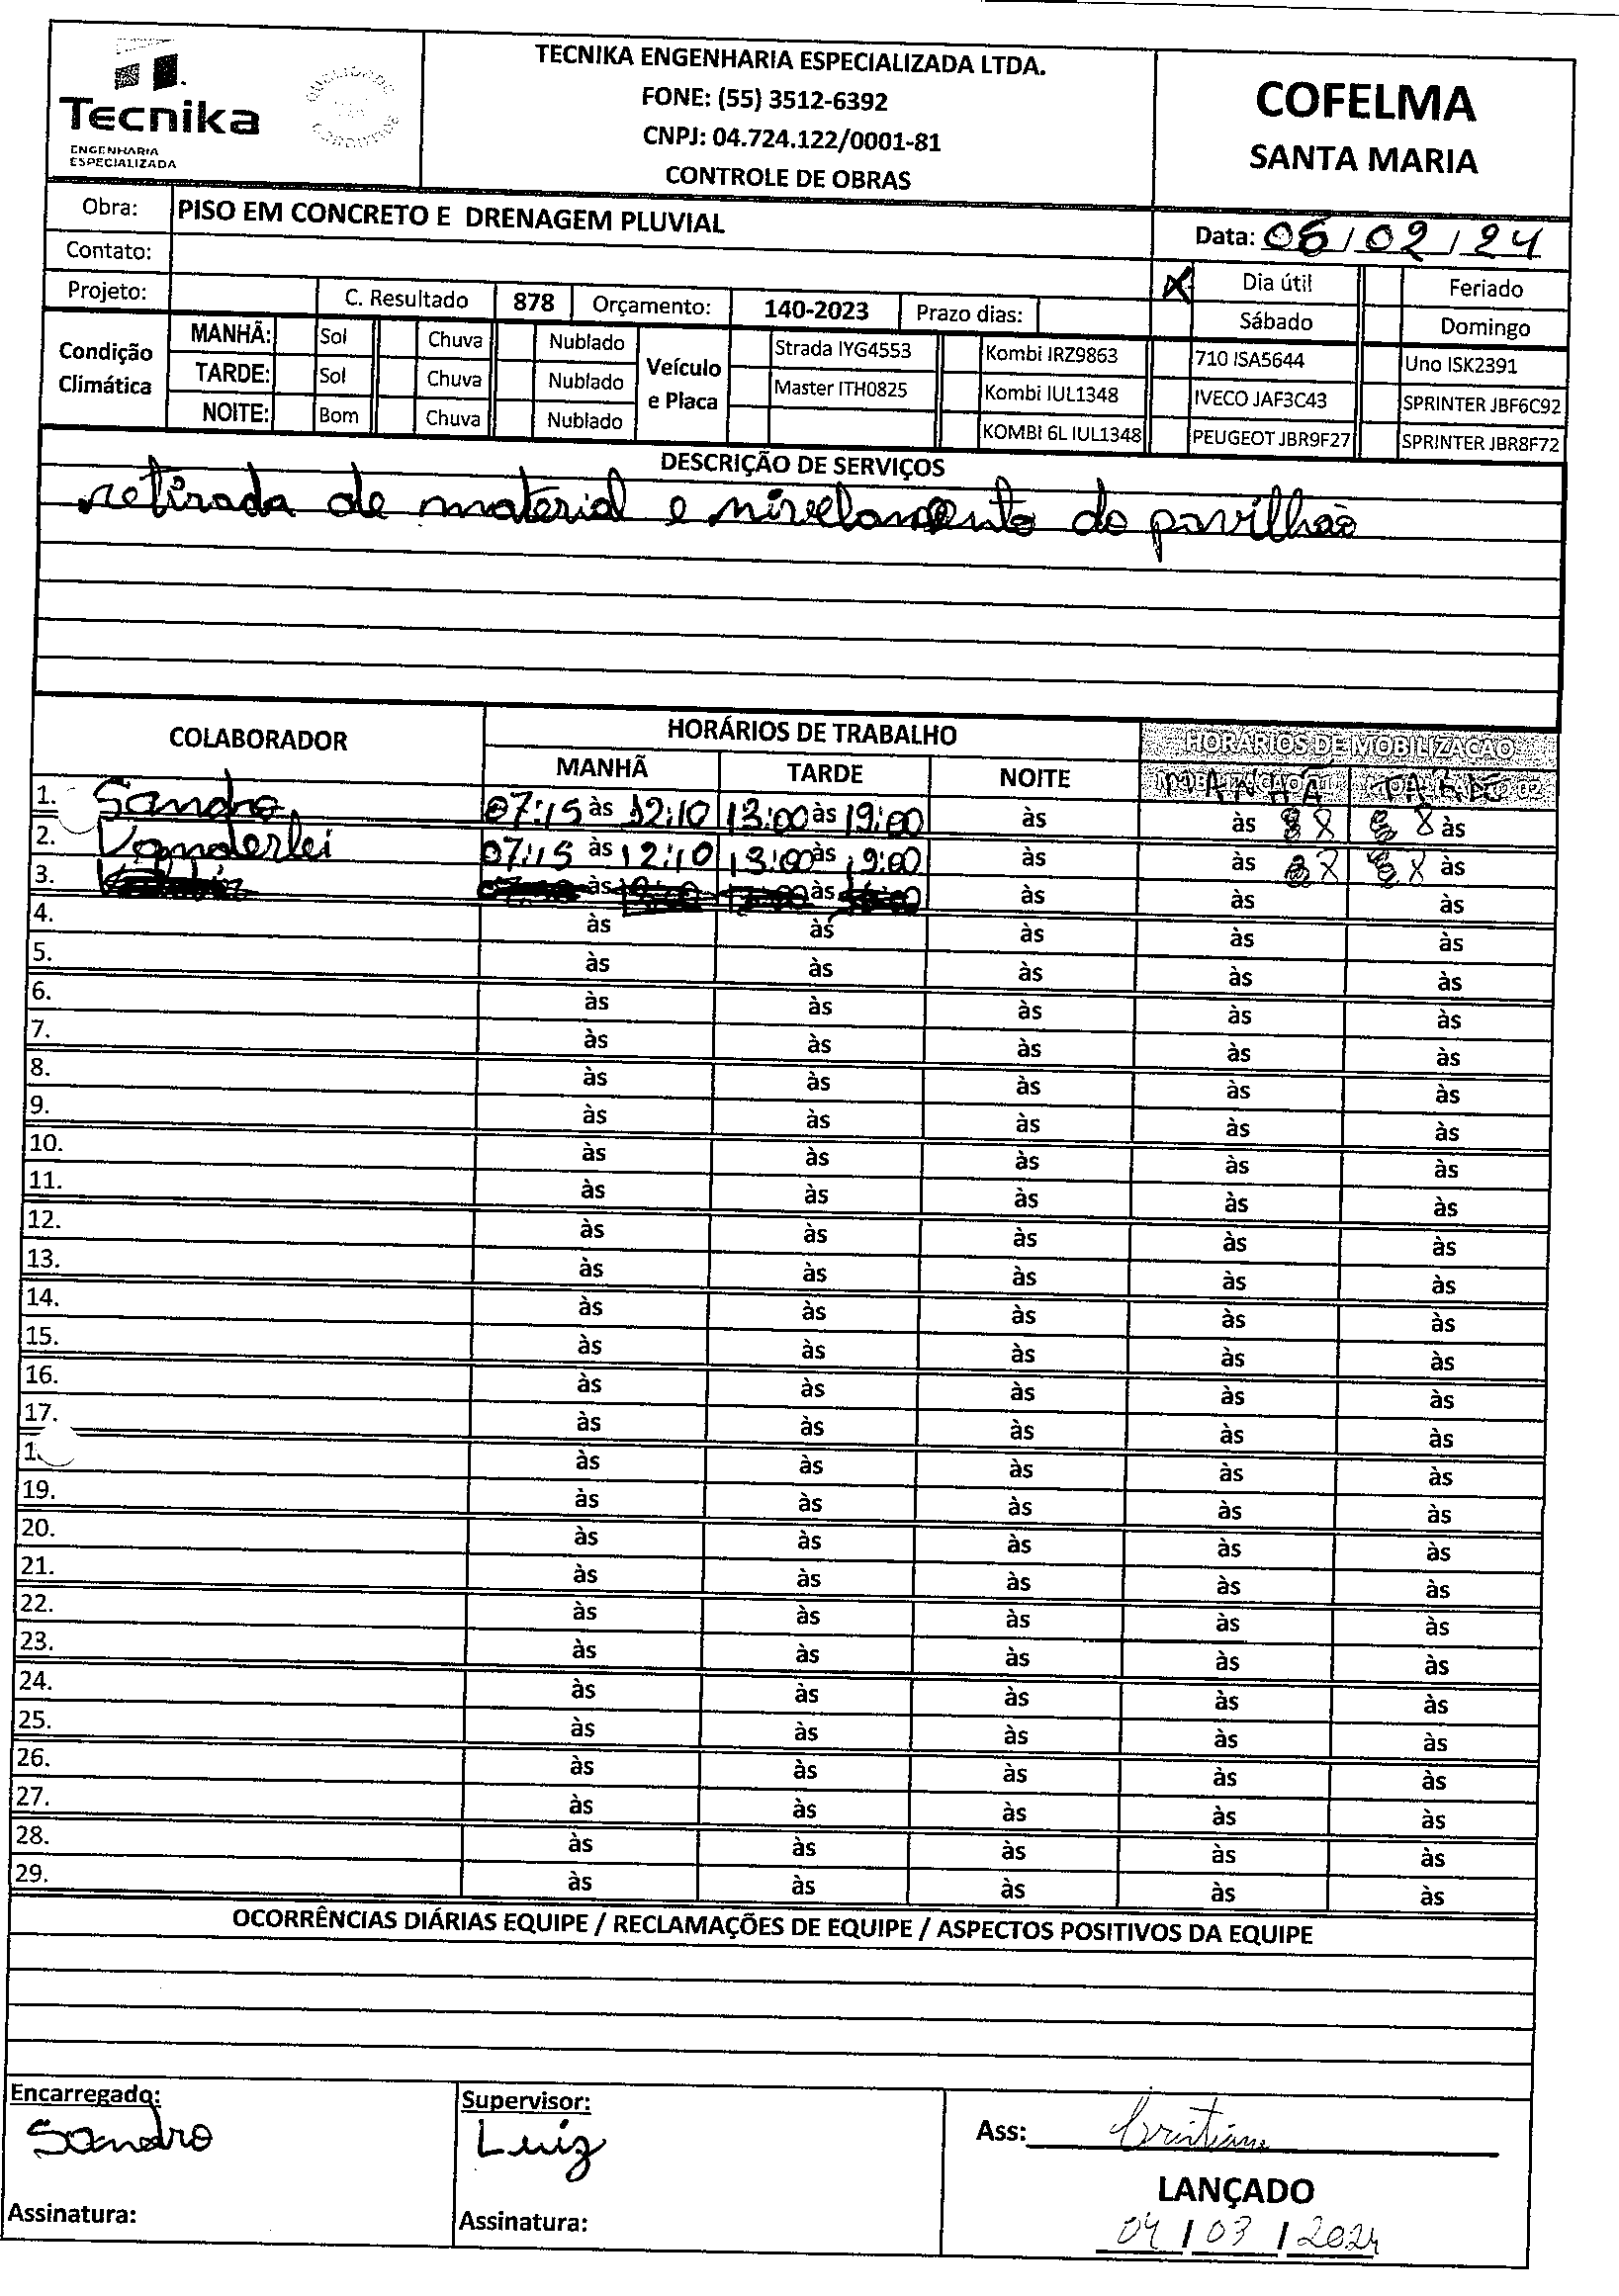 Tecnika
ENGENHARIA
ESPECIALIZADA
QUALIDADE
TECNIKA ENGENHARIA ESPECIALIZADA LTDA.
FONE: (55) 3512-6392
CNPJ: 04.724.122/0001-81
CONTROLE DE OBRAS
COFELMA
SANTA MARIA
Obra: PISO EM CONCRETO E DRENAGEM PLUVIAL
Data: 06/02/24
Contato:
X Dia útil Feriado
Projeto: C. Resultado 878 Orçamento: 140-2023 Prazo dias:
Sábado Domingo
Condição Climática
MANHÃ: Sol Chuva Nublado
TARDE: Sol Chuva Nublado
NOITE: Bom Chuva Nublado
Veículo e Placa
Strada IYG4553 Kombi IRZ9863 710 ISA5644 Uno ISK2391
Master ITH0825 Kombi IUL1348 IVECO JAF3C43 SPRINTER JBF6C92
KOMBI 6L IUL1348 PEUGEOT JBR9F27 SPRINTER JBR8F72
DESCRIÇÃO DE SERVIÇOS
retirada de material e nivelamento do pavilhão
COLABORADOR HORÁRIOS DE TRABALHO HORÁRIOS DE MOBILIZAÇÃO
MANHÃ TARDE NOITE MANHÃ TARDE 02
1. Sandro 07:15 às 12:10 13:00 às 19:00 às às 8 8 às
2. Vanderlei 07:15 às 12:10 13:00 às 19:00 às às 8 8 às
3. às às às às às
4. às às às às às
5. às às às às às
6. às às às às às
7. às às às às às
8. às às às às às
9. às às às às às
10. às às às às às
11. às às às às às
12. às às às às às
13. às às às às às
14. às às às às às
15. às às às às às
16. às às às às às
17. às às às às às
1 às às às às às
19. às às às às às
20. às às às às às
21. às às às às às
22. às às às às às
23. às às às às às
24. às às às às às
25. às às às às às
26. às às às às às
27. às às às às às
28. às às às às às
29. às às às às às
OCORRÊNCIAS DIÁRIAS EQUIPE / RECLAMAÇÕES DE EQUIPE / ASPECTOS POSITIVOS DA EQUIPE
Encarregado:
Sandro
Assinatura:
Supervisor:
Luiz
Assinatura:
Ass: Cristiane
LANÇADO
04 / 03 / 2024